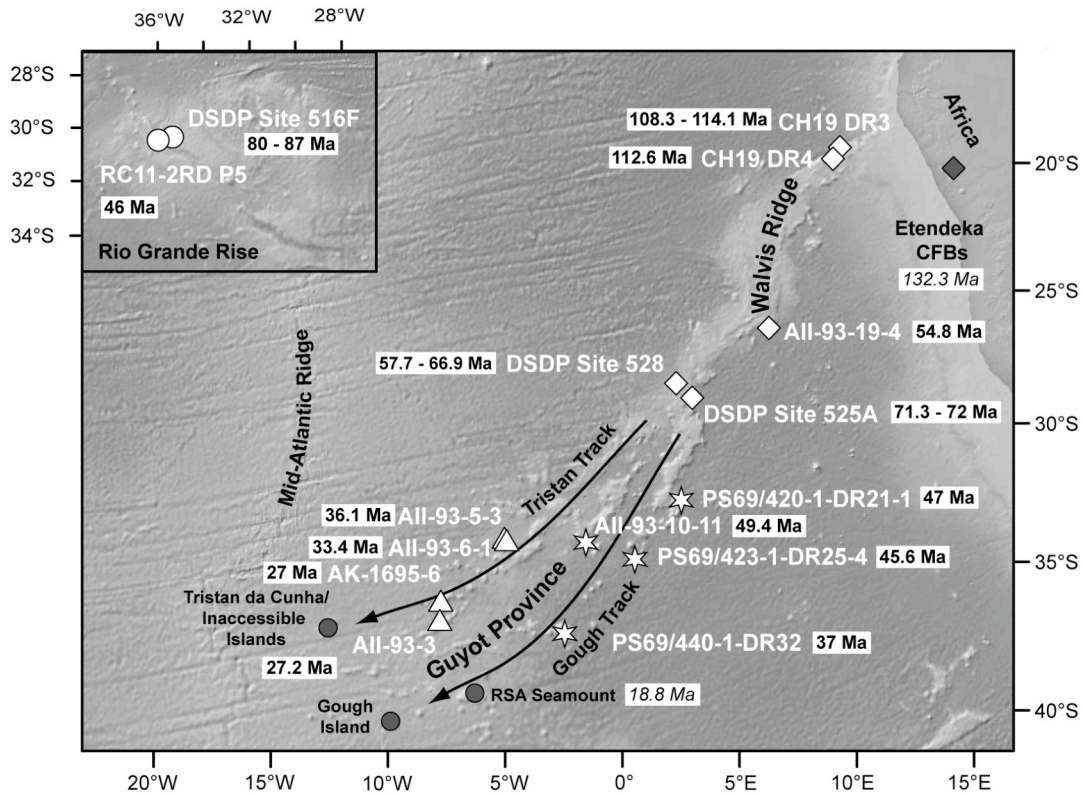 36°W 32°W 28°W
28°S
30°S
32°S
34°S
DSDP Site 516F
80 - 87 Ma
RC11-2RD P5
46 Ma
Rio Grande Rise
108.3 - 114.1 Ma CH19 DR3
112.6 Ma CH19 DR4
Africa
Walvis Ridge
Etendeka
CFBs
132.3 Ma
20°S
25°S
30°S
35°S
40°S
AII-93-19-4 54.8 Ma
57.7 - 66.9 Ma DSDP Site 528
DSDP Site 525A 71.3 - 72 Ma
Mid-Atlantic Ridge
Tristan Track
PS69/420-1-DR21-1 47 Ma
36.1 Ma AII-93-5-3
AII-93-10-11 49.4 Ma
33.4 Ma AII-93-6-1
PS69/423-1-DR25-4 45.6 Ma
27 Ma AK-1695-6
Tristan da Cunha/
Inaccessible
Islands
AII-93-3
27.2 Ma
Guyot Province
Gough Track
PS69/440-1-DR32 37 Ma
RSA Seamount 18.8 Ma
Gough
Island
20°W 15°W 10°W 5°W 0° 5°E 10°E 15°E